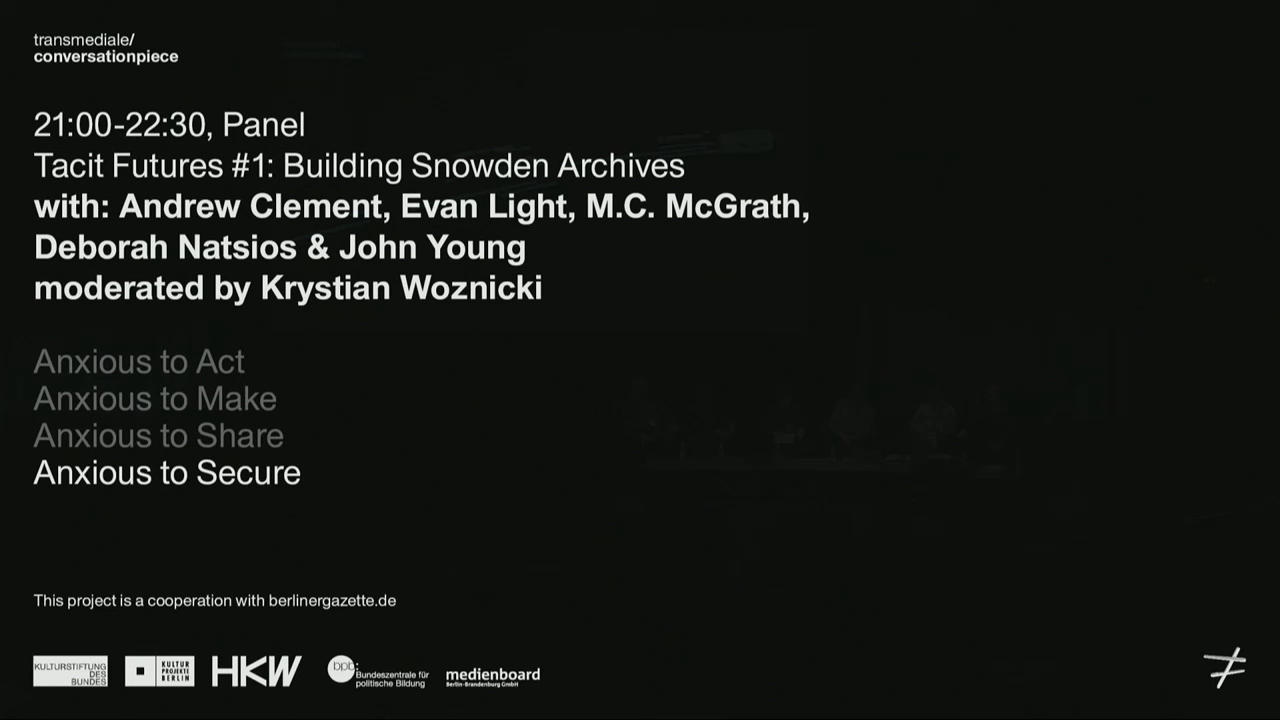 transmediale/
conversationpiece
21:00-22:30, Panel
Tacit Futures #1: Building Snowden Archives
with: Andrew Clement, Evan Light, M.C. McGrath,
Deborah Natsios & John Young
moderated by Krystian Woznicki
Anxious to Act
Anxious to Make
Anxious to Share
Anxious to Secure
This project is a cooperation with berlinergazette.de
KULTURSTIFTUNG
DES
BUNDES
KULTUR
PROJEKTE
BERLIN
HKW
bpb:
Bundeszentrale für
politische Bildung
medienboard
Berlin-Brandenburg GmbH